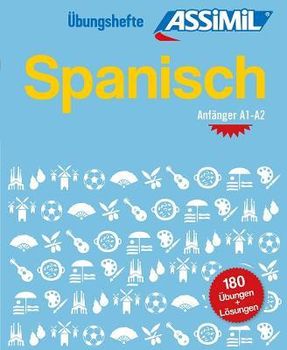 Übungshefte
ASSiMiL
Spanisch
Anfänger A1-A2
180
Übungen
+
Lösungen